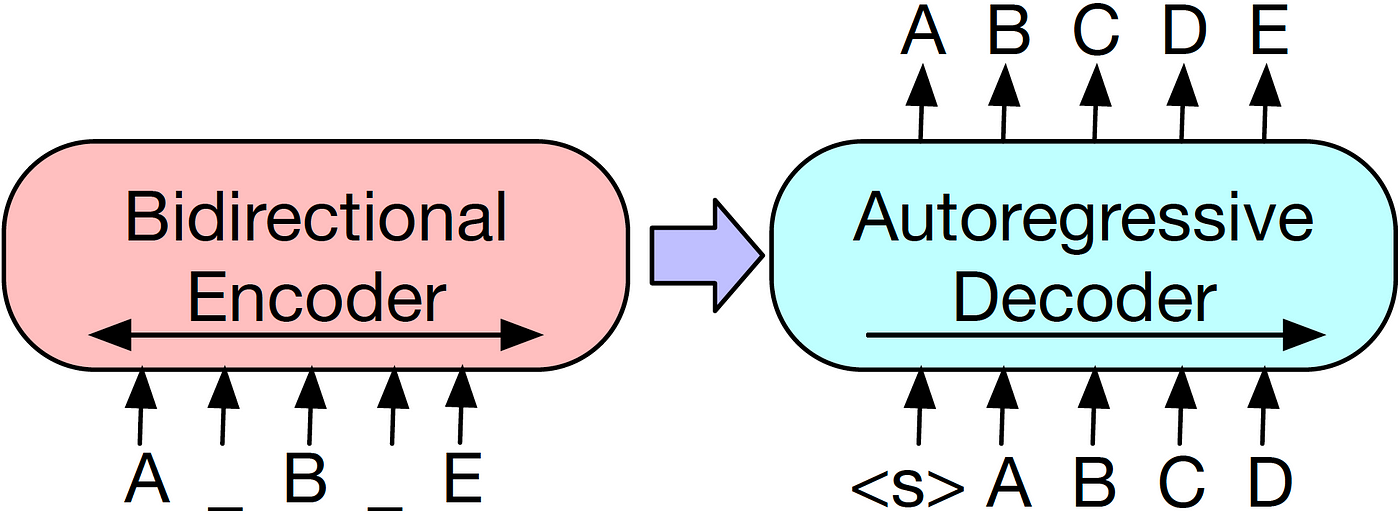 A B C D E
Bidirectional
Encoder
Autoregressive
Decoder
A _ B _ E
<s> A B C D